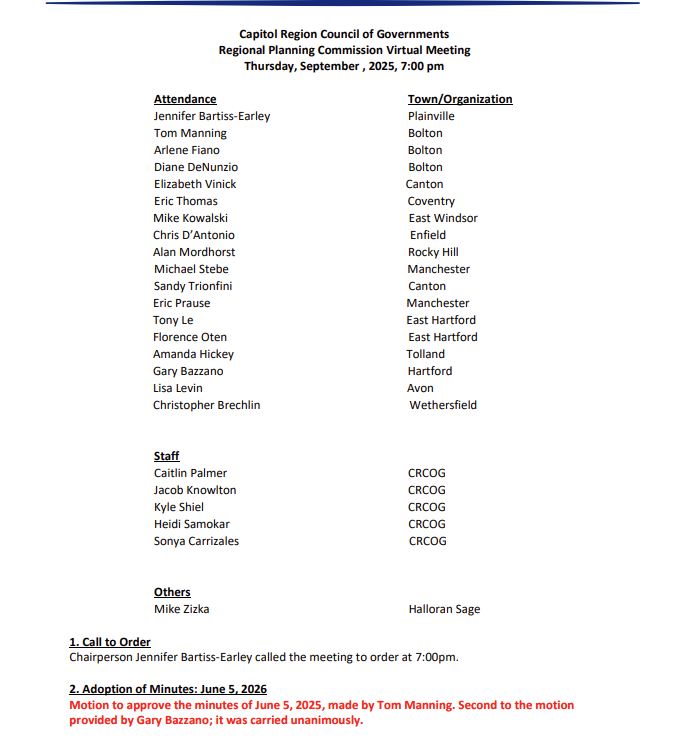 Capitol Region Council of Governments
Regional Planning Commission Virtual Meeting
Thursday, September , 2025, 7:00 pm
Attendance Town/Organization
Jennifer Bartiss-Earley Plainville
Tom Manning Bolton
Arlene Fiano Bolton
Diane DeNunzio Bolton
Elizabeth Vinick Canton
Eric Thomas Coventry
Mike Kowalski East Windsor
Chris D’Antonio Enfield
Alan Mordhorst Rocky Hill
Michael Stebe Manchester
Sandy Trionfini Canton
Eric Prause Manchester
Tony Le East Hartford
Florence Oten East Hartford
Amanda Hickey Tolland
Gary Bazzano Hartford
Lisa Levin Avon
Christopher Brechlin Wethersfield
Staff
Caitlin Palmer CRCOG
Jacob Knowlton CRCOG
Kyle Shiel CRCOG
Heidi Samokar CRCOG
Sonya Carrizales CRCOG
Others
Mike Zizka Halloran Sage
1. Call to Order
Chairperson Jennifer Bartiss-Earley called the meeting to order at 7:00pm.
2. Adoption of Minutes: June 5, 2026
Motion to approve the minutes of June 5, 2025, made by Tom Manning. Second to the motion
provided by Gary Bazzano; it was carried unanimously.